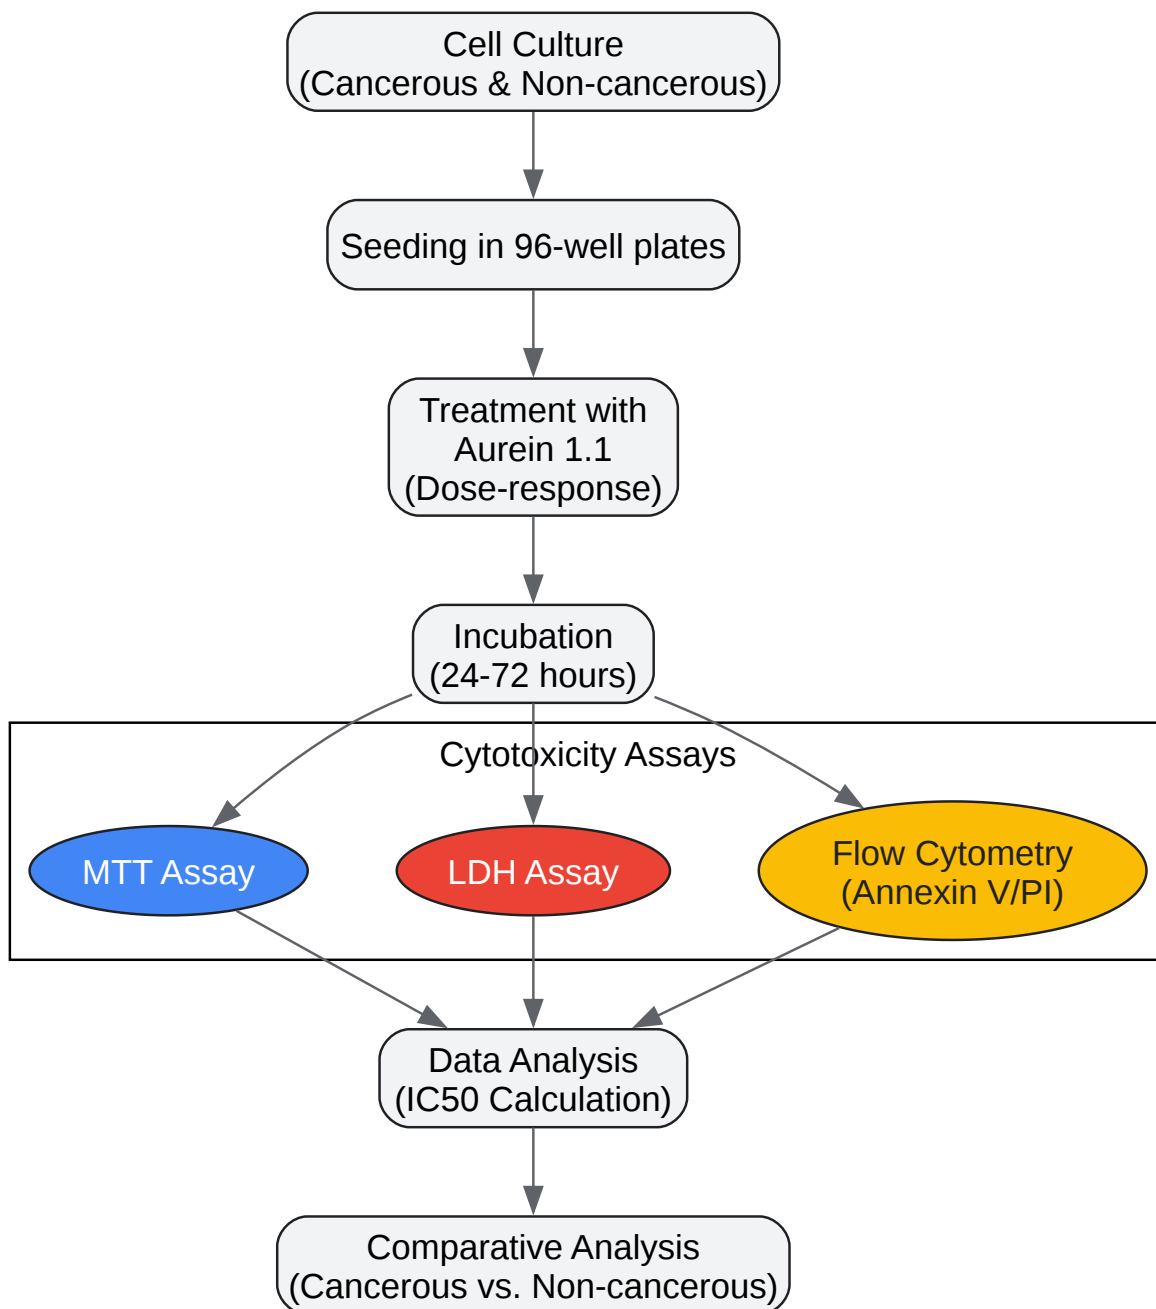 Cell Culture
(Cancerous & Non-cancerous)
Seeding in 96-well plates
Treatment with
Aurein 1.1
(Dose-response)
Incubation
(24-72 hours)
Cytotoxicity Assays
MTT Assay
LDH Assay
Flow Cytometry
(Annexin V/PI)
Data Analysis
(IC50 Calculation)
Comparative Analysis
(Cancerous vs. Non-cancerous)